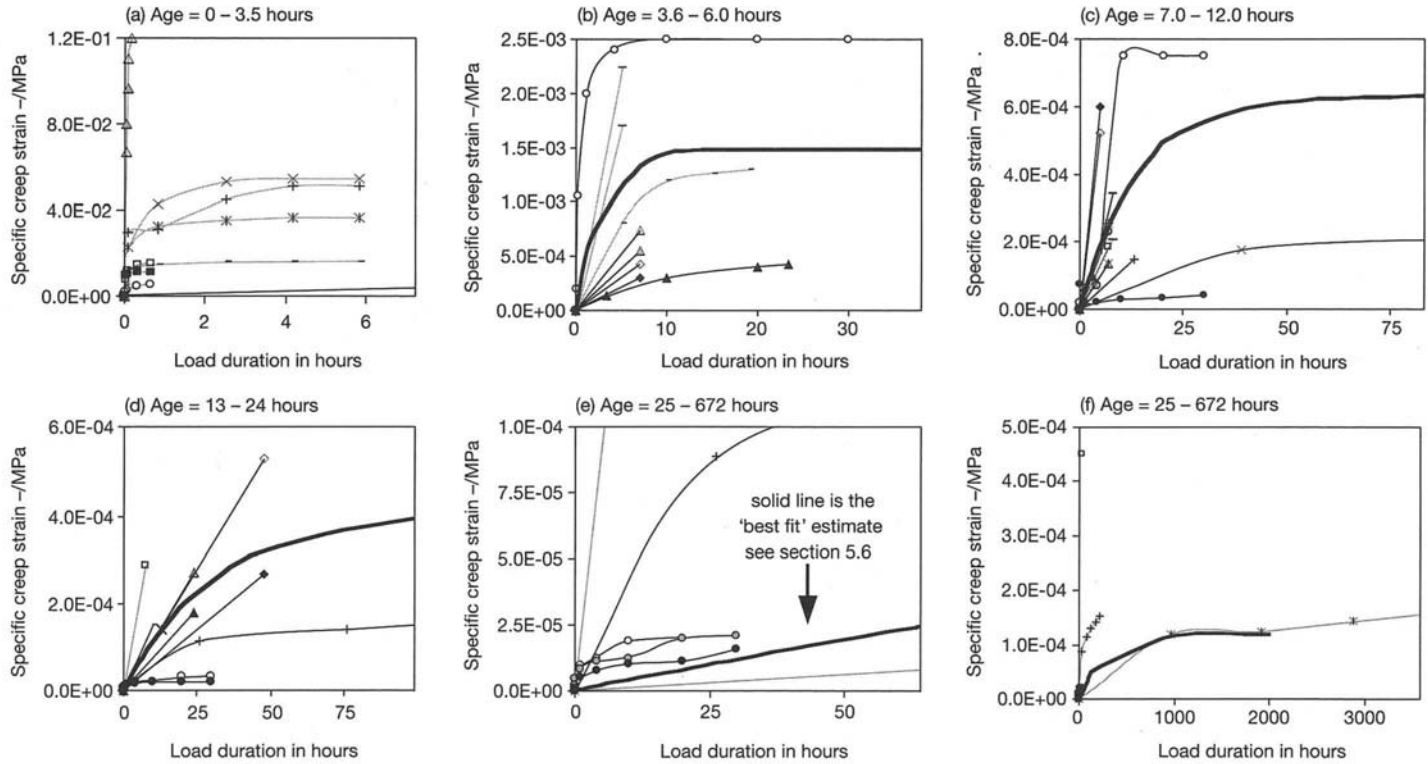 (a) Age = 0 – 3.5 hours
Specific creep strain –/MPa
1.2E-01
8.0E-02
4.0E-02
0.0E+00
0
2
4
6
Load duration in hours
(b) Age = 3.6 – 6.0 hours
Specific creep strain –/MPa
2.5E-03
2.0E-03
1.5E-03
1.0E-03
5.0E-04
0.0E+00
0
10
20
30
Load duration in hours
(c) Age = 7.0 – 12.0 hours
Specific creep strain –/MPa .
8.0E-04
6.0E-04
4.0E-04
2.0E-04
0.0E+00
0
25
50
75
Load duration in hours
(d) Age = 13 – 24 hours
Specific creep strain –/MPa
6.0E-04
4.0E-04
2.0E-04
0.0E+00
0
25
50
75
Load duration in hours
(e) Age = 25 – 672 hours
Specific creep strain –/MPa
1.0E-04
7.5E-05
5.0E-05
2.5E-05
0.0E+00
solid line is the
'best fit' estimate
see section 5.6
0
25
50
Load duration in hours
(f) Age = 25 – 672 hours
Specific creep strain –/MPa
5.0E-04
4.0E-04
3.0E-04
2.0E-04
1.0E-04
0.0E+00
0
1000
2000
3000
Load duration in hours